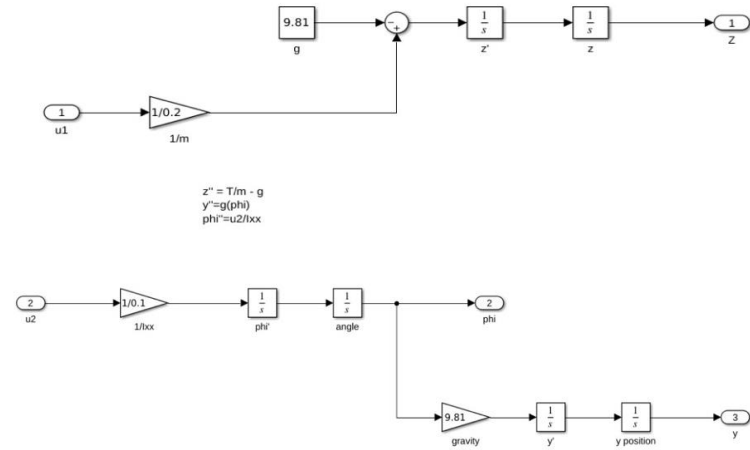 9.81
g
− +
1/s
z'
1/s
z
1
Z
1
u1
1/0.2
1/m
z'' = T/m - g
y''=g(phi)
phi''=u2/Ixx
2
u2
1/0.1
1/Ixx
1/s
phi'
1/s
angle
2
phi
9.81
gravity
1/s
y'
1/s
y position
3
y